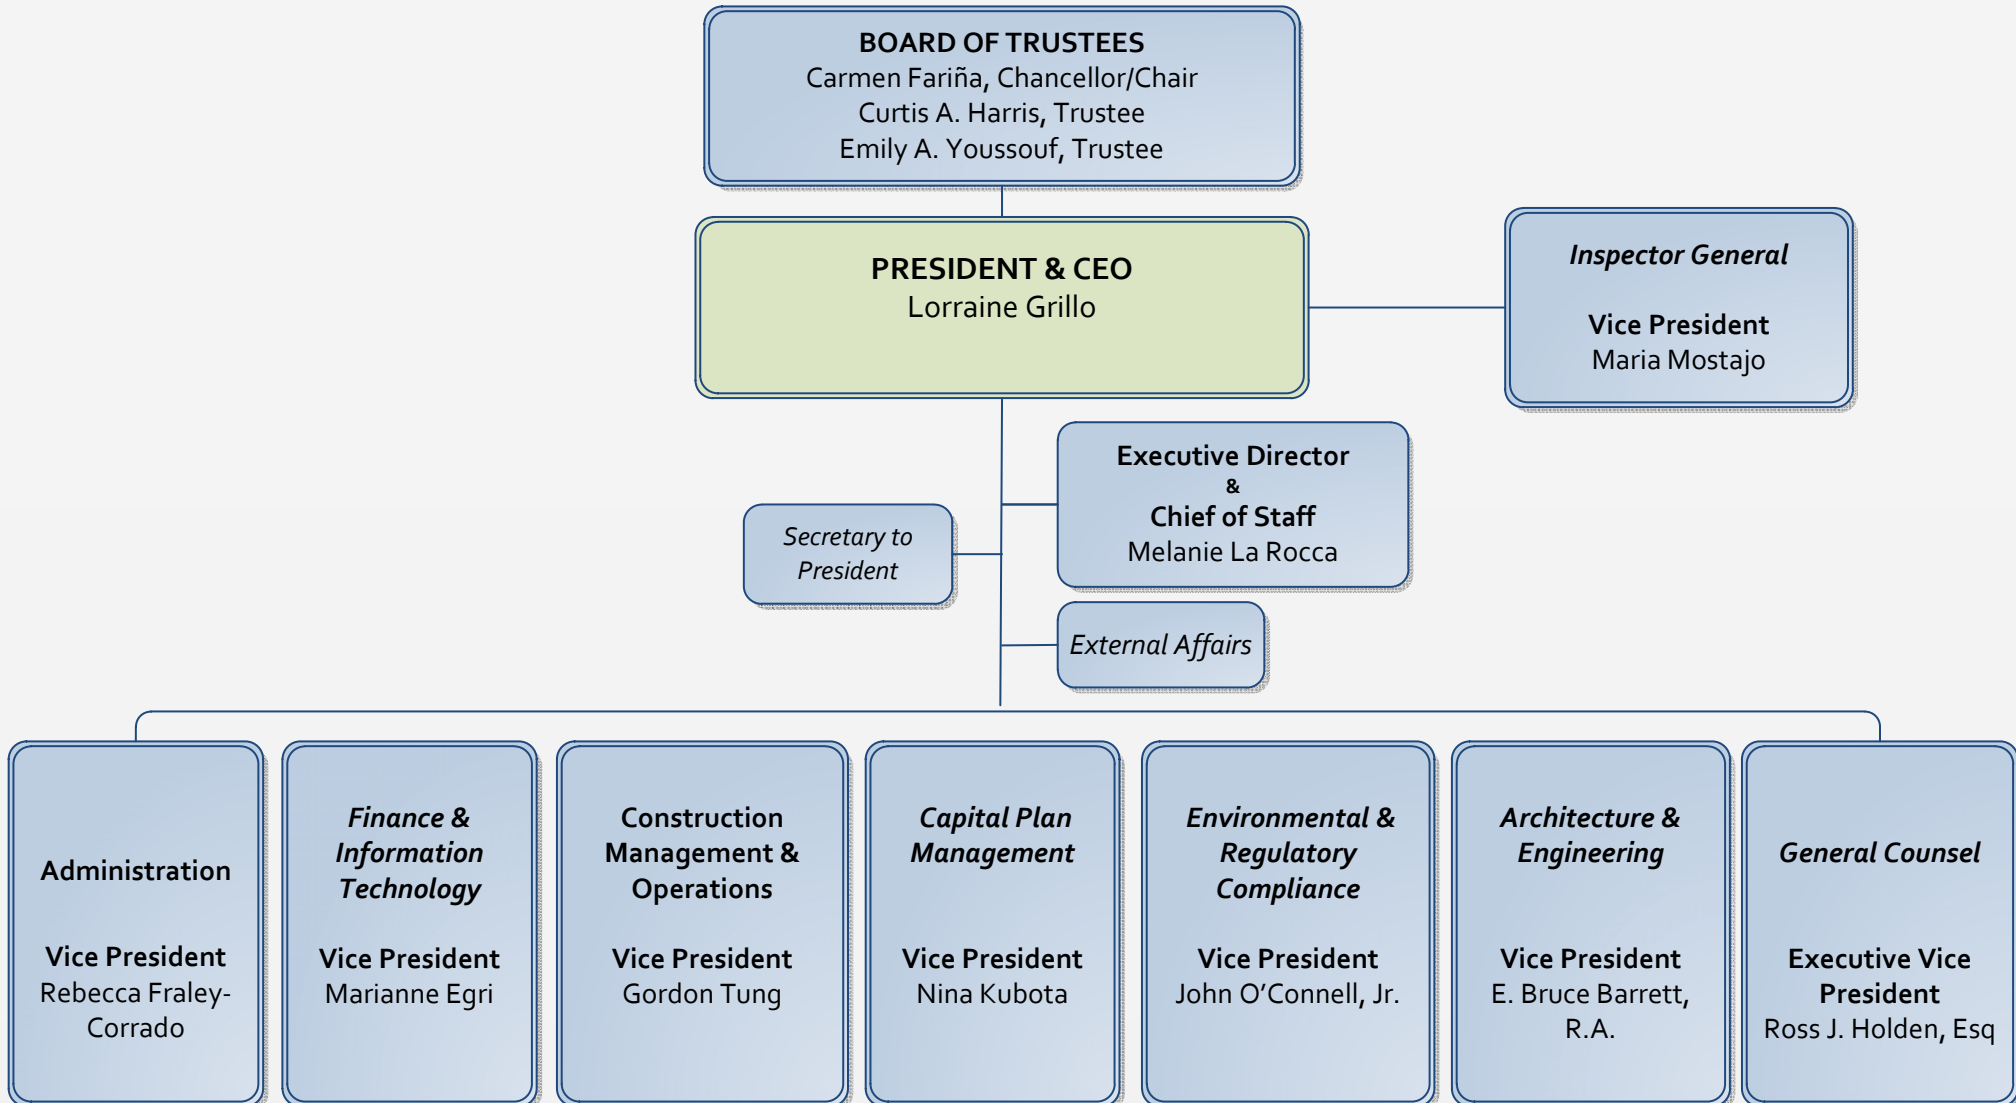 BOARD OF TRUSTEES
Carmen Fariña, Chancellor/Chair
Curtis A. Harris, Trustee
Emily A. Youssouf, Trustee
PRESIDENT & CEO
Lorraine Grillo
Inspector General
Vice President
Maria Mostajo
Executive Director
&
Chief of Staff
Melanie La Rocca
Secretary to
President
External Affairs
Administration
Vice President
Rebecca Fraley-
Corrado
Finance &
Information
Technology
Vice President
Marianne Egri
Construction
Management &
Operations
Vice President
Gordon Tung
Capital Plan
Management
Vice President
Nina Kubota
Environmental &
Regulatory
Compliance
Vice President
John O’Connell, Jr.
Architecture &
Engineering
Vice President
E. Bruce Barrett,
R.A.
General Counsel
Executive Vice
President
Ross J. Holden, Esq